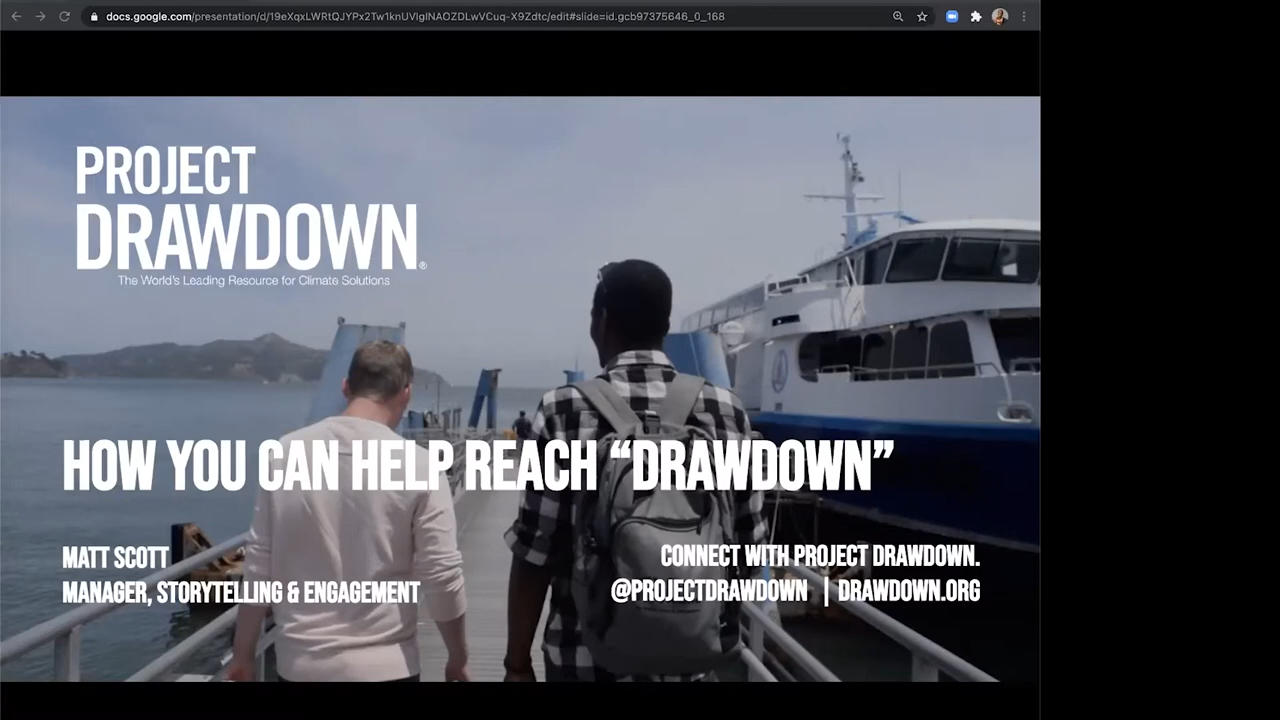 docs.google.com/presentation/d/19eXqxLWRtQJYPx2Tw1knUVIgINAOZDLwVCuq-X9Zdtc/edit#slide=id.gcb97375646_0_168
PROJECT
DRAWDOWN®
The World's Leading Resource for Climate Solutions
HOW YOU CAN HELP REACH “DRAWDOWN”
MATT SCOTT
MANAGER, STORYTELLING & ENGAGEMENT
CONNECT WITH PROJECT DRAWDOWN.
@PROJECTDRAWDOWN | DRAWDOWN.ORG